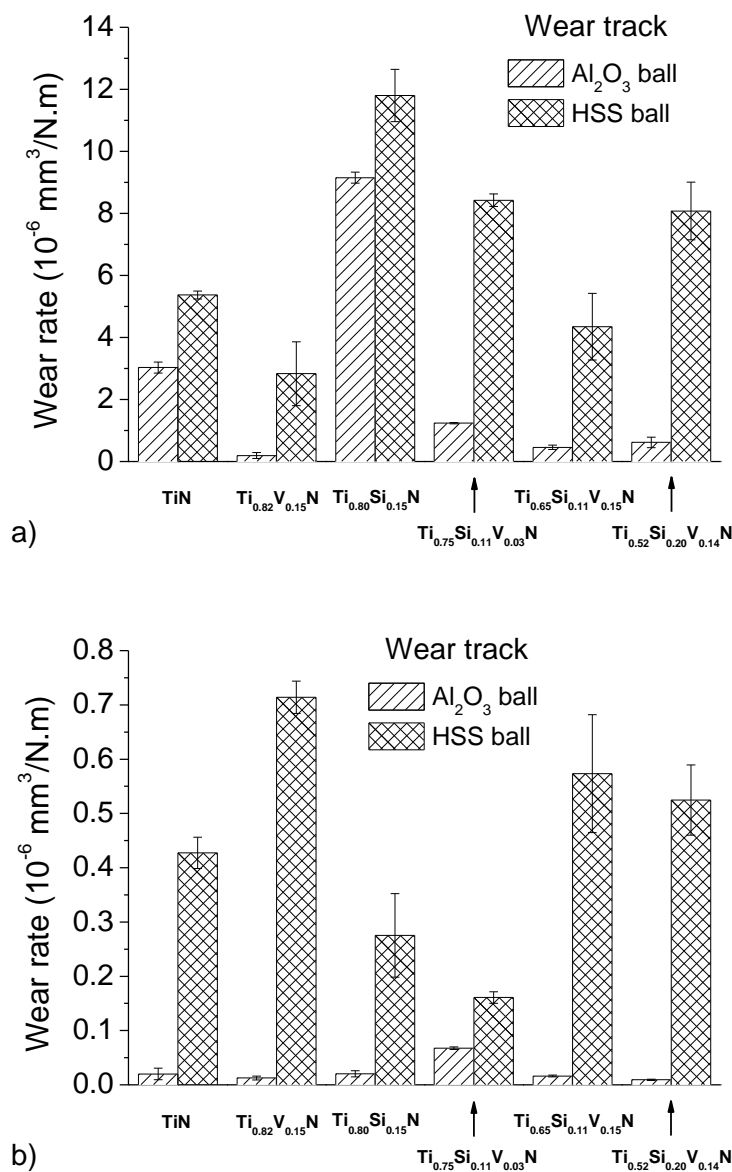 Wear track
Al₂O₃ ball
HSS ball
Wear rate (10⁻⁶ mm³/N.m)
14
12
10
8
6
4
2
0
TiN Ti₀.₈₂V₀.₁₅N Ti₀.₈₀Si₀.₁₅N Ti₀.₆₅Si₀.₁₁V₀.₁₅N
Ti₀.₇₅Si₀.₁₁V₀.₀₃N Ti₀.₅₂Si₀.₂₀V₀.₁₄N
a)
Wear track
Al₂O₃ ball
HSS ball
Wear rate (10⁻⁶ mm³/N.m)
0.8
0.7
0.6
0.5
0.4
0.3
0.2
0.1
0.0
TiN Ti₀.₈₂V₀.₁₅N Ti₀.₈₀Si₀.₁₅N Ti₀.₆₅Si₀.₁₁V₀.₁₅N
Ti₀.₇₅Si₀.₁₁V₀.₀₃N Ti₀.₅₂Si₀.₂₀V₀.₁₄N
b)